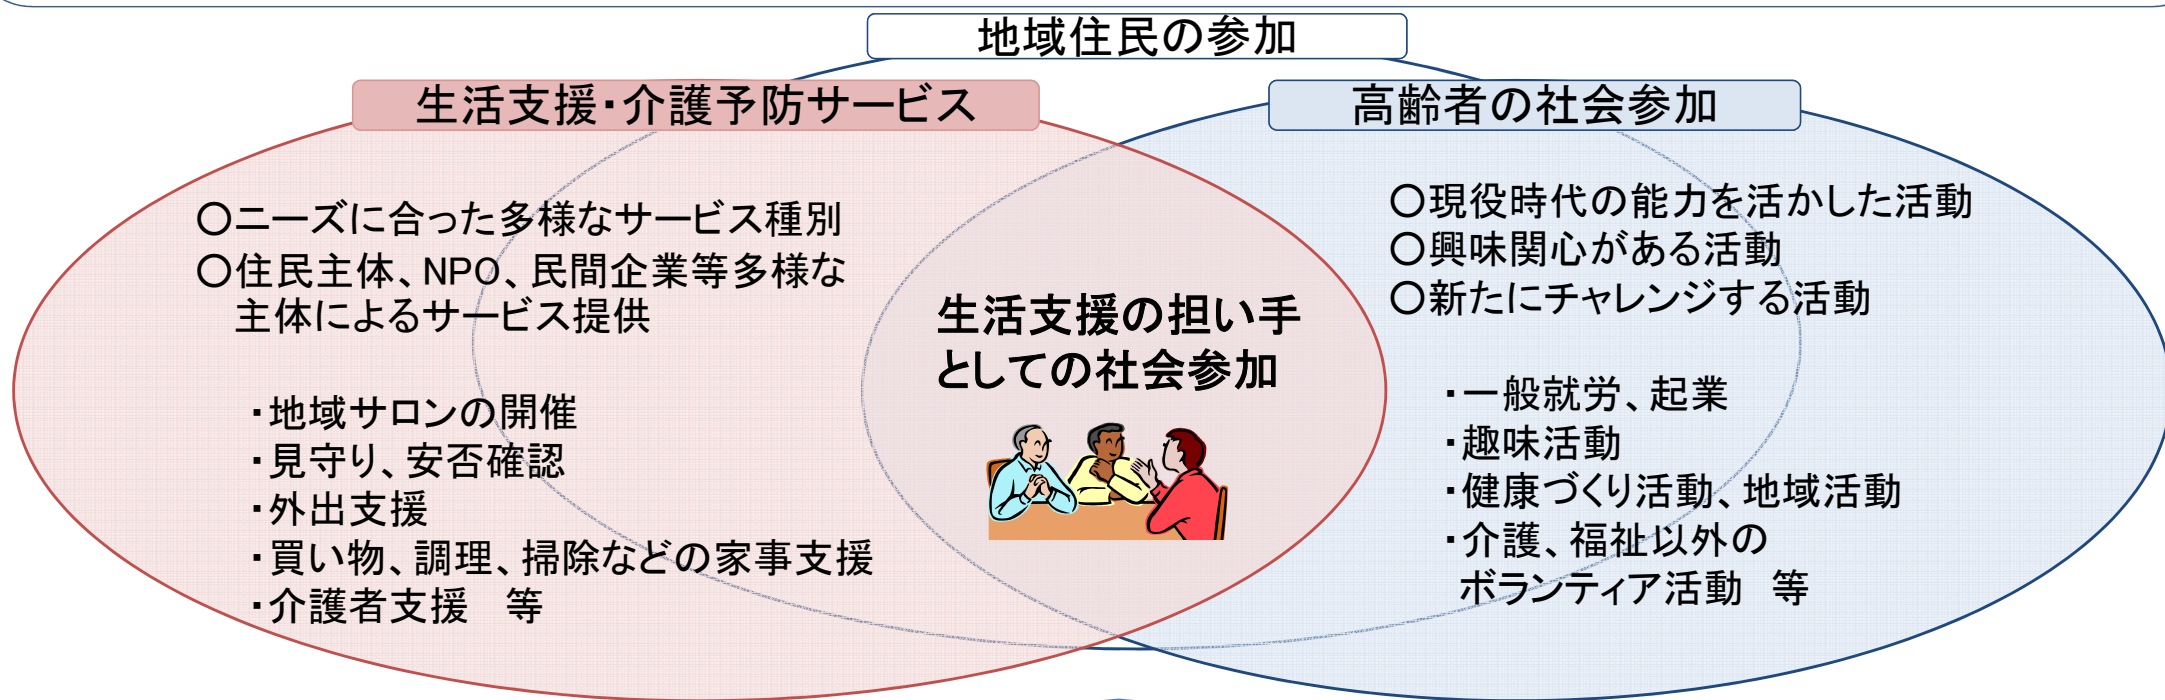 地域住民の参加
生活支援・介護予防サービス
〇ニーズに合った多様なサービス種別
〇住民主体、NPO、民間企業等多様な
主体によるサービス提供
・地域サロンの開催
・見守り、安否確認
・外出支援
・買い物、調理、掃除などの家事支援
・介護者支援　等
生活支援の担い手
としての社会参加
高齢者の社会参加
〇現役時代の能力を活かした活動
〇興味関心がある活動
〇新たにチャレンジする活動
・一般就労、起業
・趣味活動
・健康づくり活動、地域活動
・介護、福祉以外の
ボランティア活動　等